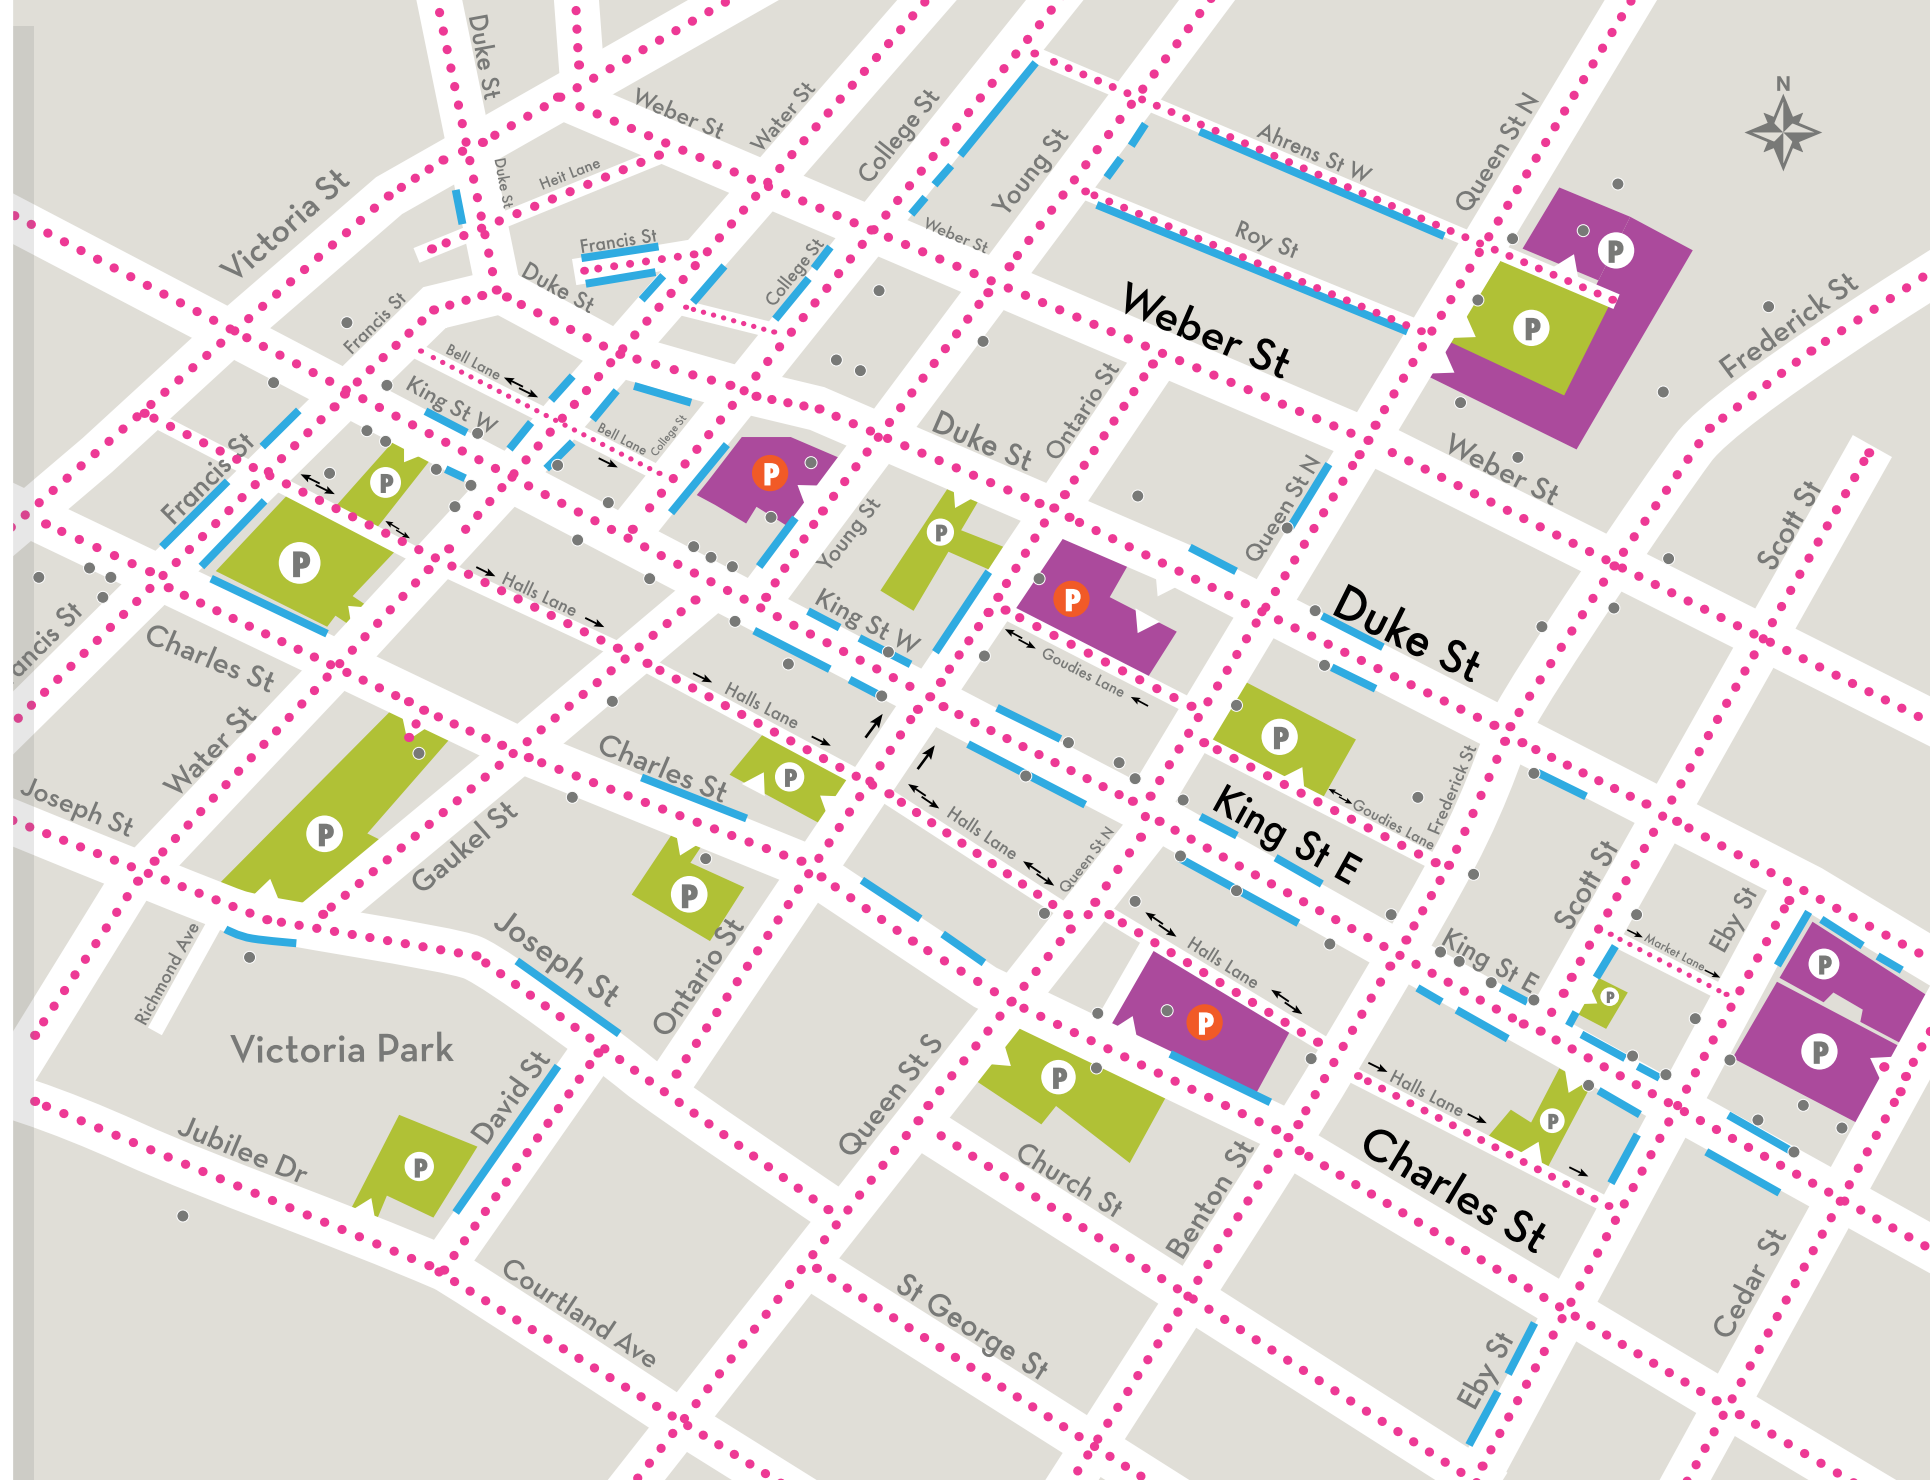 Duke St
Weber St
Water St
College St
N
Queen St N
Young St
Ahrens St W
Duke St
Heit Lane
Victoria St
Francis St
Weber St
Roy St
College St
Duke St
P
Frederick St
Francis St
Weber St
P
Bell Lane
King St W
Ontario St
Duke St
College St
Bell Lane
Weber St
Francis St
P
P
Queen St N
Scott St
Young St
P
P
Halls Lane
P
King St W
Duke St
ancis St
Charles St
Goudies Lane
Halls Lane
Water St
P
Charles St
P
Frederick St
Joseph St
P
Gaukel St
Halls Lane
Queen St N
King St E
Goudies Lane
Scott St
P
Eby St
Joseph St
Ontario St
Richmond Ave
Halls Lane
King St E
Market Lane
P
P
P
Victoria Park
P
P
David St
Queen St S
Halls Lane
P
Jubilee Dr
P
Church St
Benton St
Charles St
Courtland Ave
St George St
Cedar St
Eby St